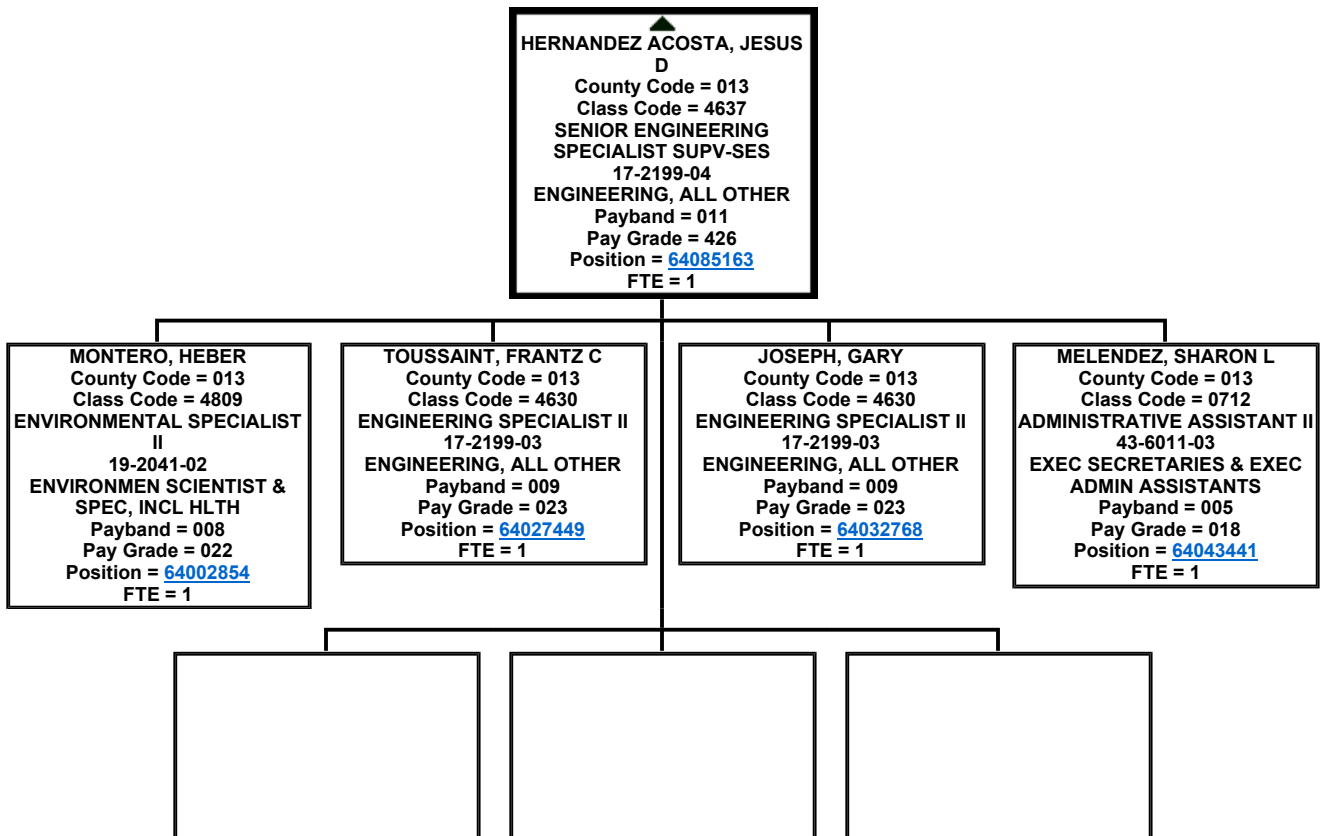 HERNANDEZ ACOSTA, JESUS
D
County Code = 013
Class Code = 4637
SENIOR ENGINEERING
SPECIALIST SUPV-SES
17-2199-04
ENGINEERING, ALL OTHER
Payband = 011
Pay Grade = 426
Position = 64085163
FTE = 1
MONTERO, HEBER
County Code = 013
Class Code = 4809
ENVIRONMENTAL SPECIALIST
II
19-2041-02
ENVIRONMEN SCIENTIST &
SPEC, INCL HLTH
Payband = 008
Pay Grade = 022
Position = 64002854
FTE = 1
TOUSSAINT, FRANTZ C
County Code = 013
Class Code = 4630
ENGINEERING SPECIALIST II
17-2199-03
ENGINEERING, ALL OTHER
Payband = 009
Pay Grade = 023
Position = 64027449
FTE = 1
JOSEPH, GARY
County Code = 013
Class Code = 4630
ENGINEERING SPECIALIST II
17-2199-03
ENGINEERING, ALL OTHER
Payband = 009
Pay Grade = 023
Position = 64032768
FTE = 1
MELENDEZ, SHARON L
County Code = 013
Class Code = 0712
ADMINISTRATIVE ASSISTANT II
43-6011-03
EXEC SECRETARIES & EXEC
ADMIN ASSISTANTS
Payband = 005
Pay Grade = 018
Position = 64043441
FTE = 1